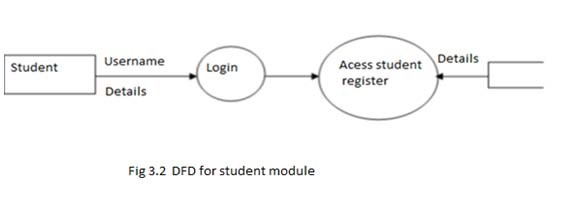 Student
Username
Details
Login
Acess student
register
Details
Fig 3.2 DFD for student module